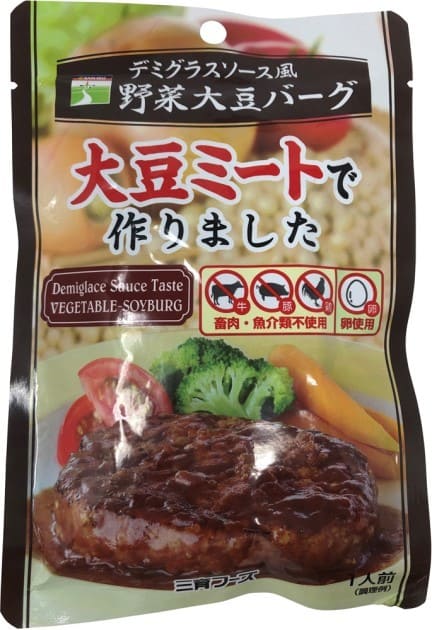 デミグラスソース風
野菜大豆バーグ
大豆ミートで
作りました
Demiglace Sauce Taste
VEGETABLE-SOYBURG
牛 豚 鶏 卵
畜肉・魚介類不使用 卵使用
三育フーズ
1人前
(調理例)